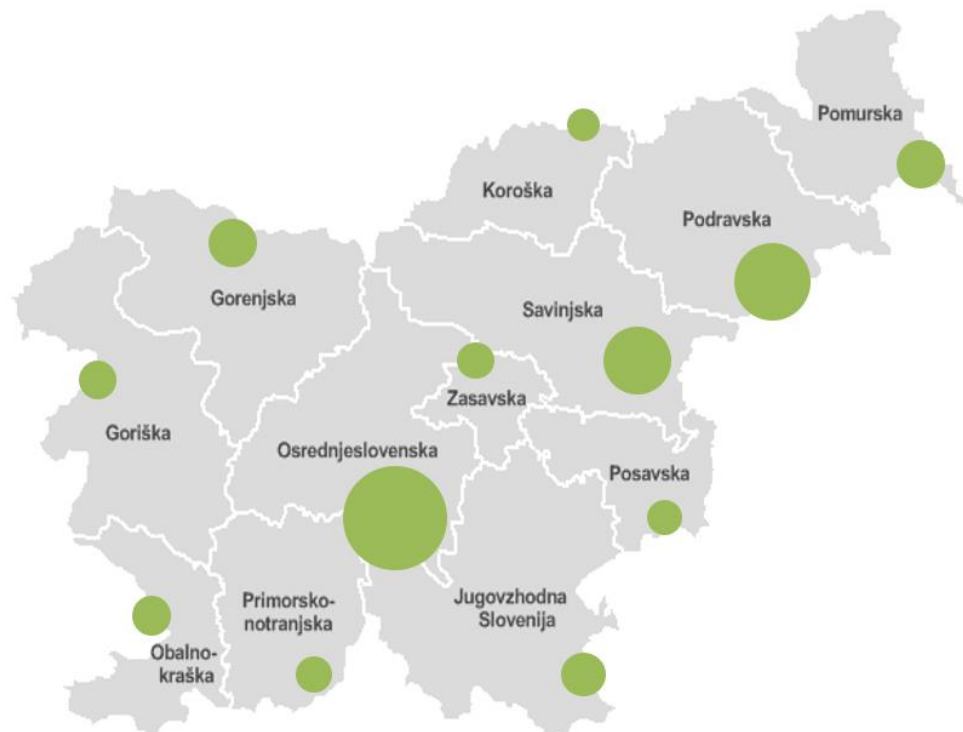 Pomurska
Koroška
Podravska
Gorenjska
Savinjska
Zasavska
Goriška
Osrednjeslovenska
Posavska
Primorsko-
notranjska
Jugovzhodna
Slovenija
Obalno-
kraška